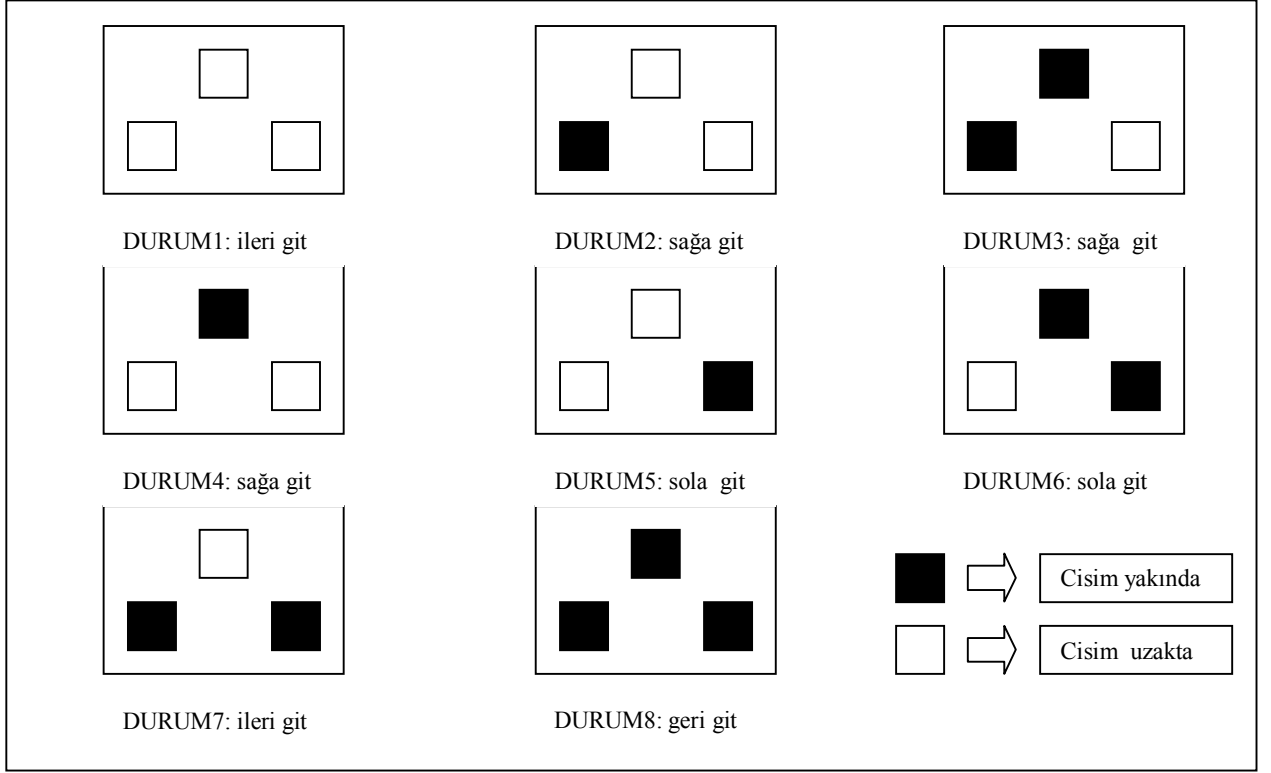 DURUM1: ileri git
DURUM2: sağa git
DURUM3: sağa  git
DURUM4: sağa git
DURUM5: sola  git
DURUM6: sola git
Cisim yakında
Cisim  uzakta
DURUM7: ileri git
DURUM8: geri git